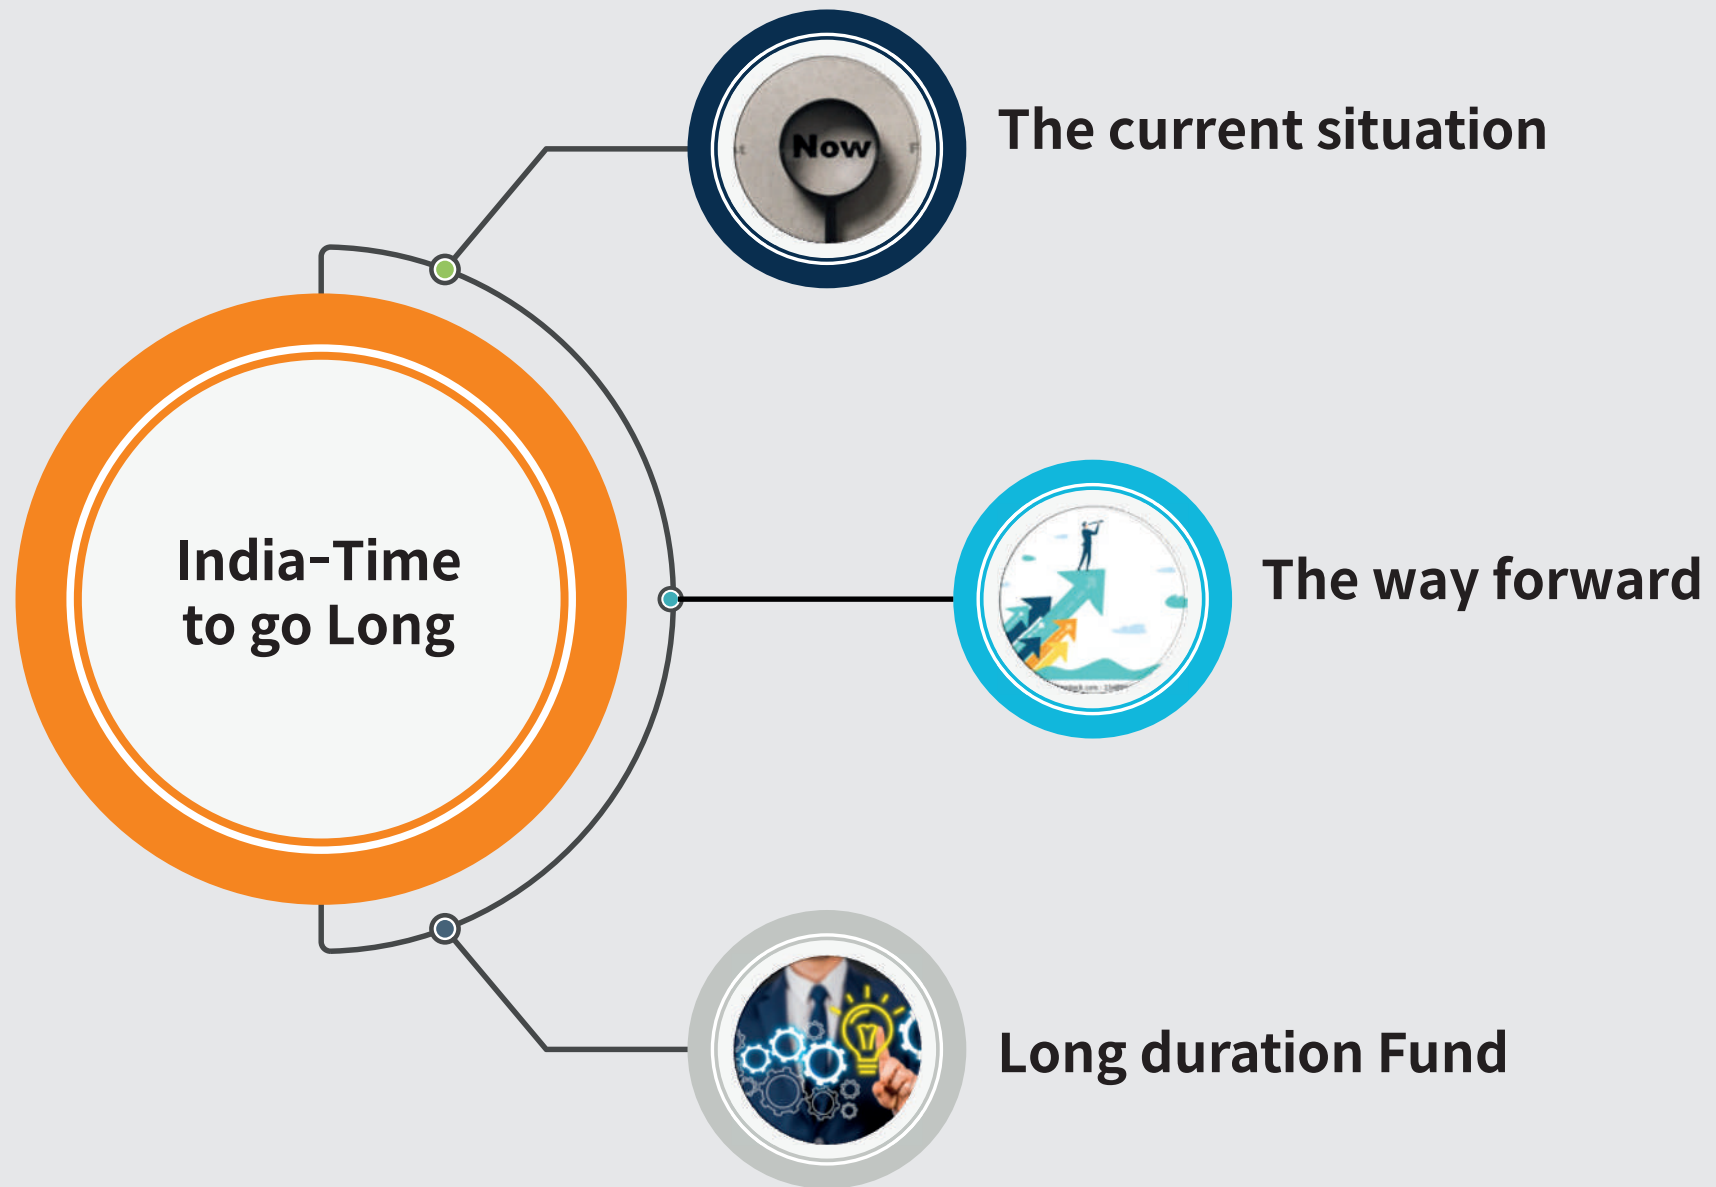 Now
The current situation
India-Time
to go Long
The way forward
Long duration Fund